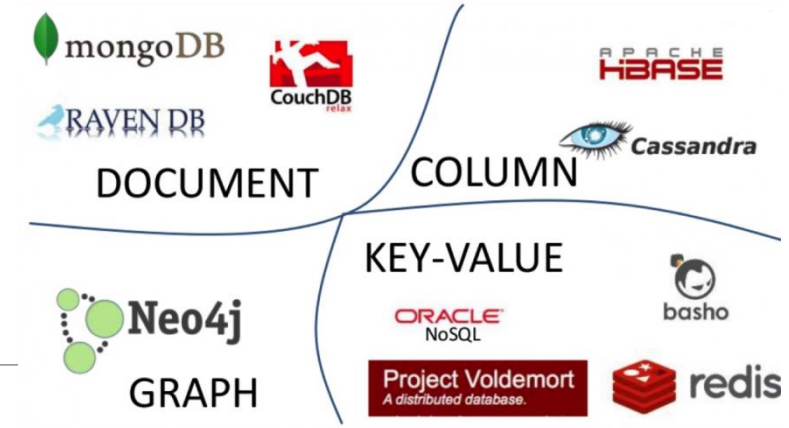 mongoDB
CouchDB
relax
RAVEN DB
DOCUMENT
APACHE
HBASE
Cassandra
COLUMN
KEY-VALUE
ORACLE
NoSQL
basho
Project Voldemort
A distributed database.
redis
Neo4j
GRAPH